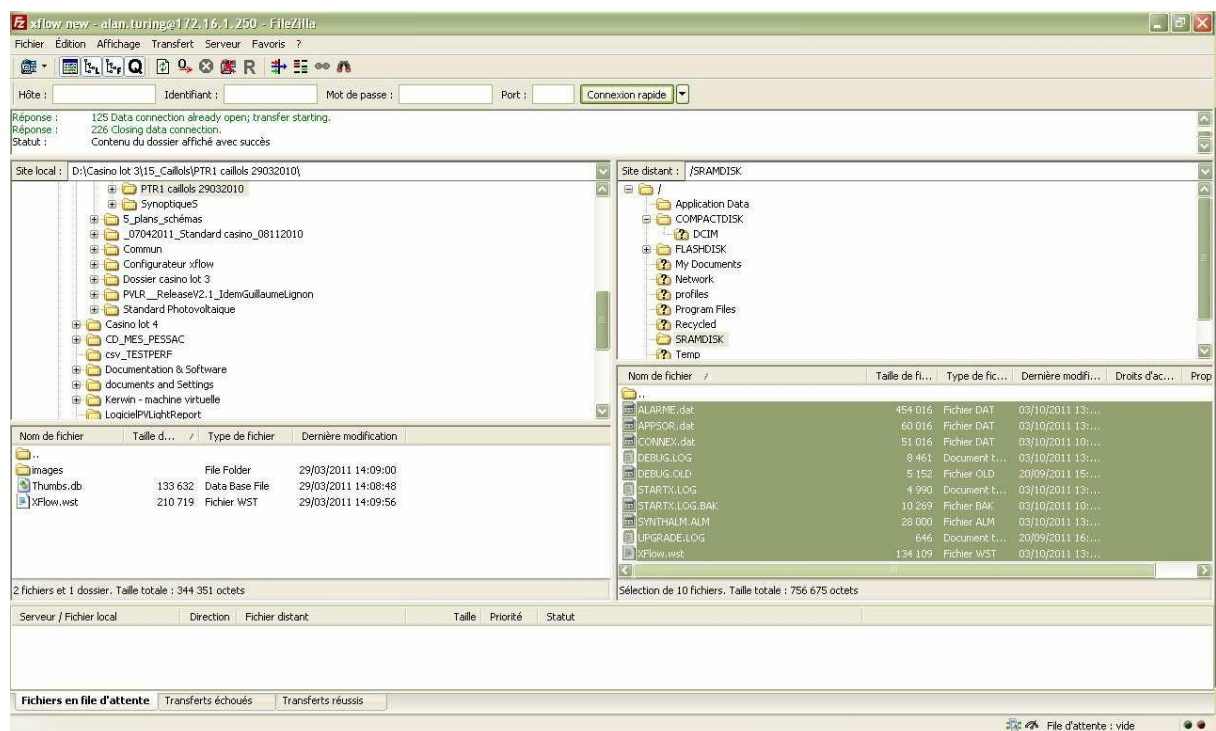 xflow new - alan.turing@172.16.1.250 - FileZilla
Fichier Édition Affichage Transfert Serveur Favoris ?
Hôte : Identifiant : Mot de passe : Port : Connexion rapide
Réponse : 125 Data connection already open; transfer starting.
Réponse : 226 Closing data connection.
Statut : Contenu du dossier affiché avec succès
Site local : D:\Casino lot 3\15_Caillols\PTR1 caillols 29032010\
PTR1 caillols 29032010
Synoptique5
5_plans_schémas
_07042011_Standard casino_08112010
Commun
Configurateur xflow
Dossier casino lot 3
PVLR__ReleaseV2.1_IdemGuillaumeLignon
Standard Photovoltaique
Casino lot 4
CD_MES_PESSAC
csv_TESTPERF
Documentation & Software
documents and Settings
Kerwin - machine virtuelle
LogicielPVLightReport
Nom de fichier Taille d... / Type de fichier Dernière modification
..
images File Folder 29/03/2011 14:09:00
Thumbs.db 133 632 Data Base File 29/03/2011 14:08:48
XFlow.wst 210 719 Fichier WST 29/03/2011 14:09:56
2 fichiers et 1 dossier. Taille totale : 344 351 octets
Site distant : /SRAMDISK
/
Application Data
COMPACTDISK
DCIM
FLASHDISK
My Documents
Network
profiles
Program Files
Recycled
SRAMDISK
Temp
Nom de fichier / Taille de fi... Type de fic... Dernière modifi... Droits d'ac... Prop
..
ALARME.dat 454 016 Fichier DAT 03/10/2011 13:...
APPSOR.dat 60 016 Fichier DAT 03/10/2011 13:...
CONNEX.dat 51 016 Fichier DAT 03/10/2011 10:...
DEBUG.LOG 8 461 Document t... 03/10/2011 13:...
DEBUG.OLD 5 152 Fichier OLD 20/09/2011 15:...
STARTX.LOG 4 990 Document t... 03/10/2011 13:...
STARTX.LOG.BAK 10 269 Fichier BAK 03/10/2011 10:...
SYNTHALM.ALM 28 000 Fichier ALM 03/10/2011 13:...
UPGRADE.LOG 646 Document t... 20/09/2011 16:...
XFlow.wst 134 109 Fichier WST 03/10/2011 13:...
Sélection de 10 fichiers. Taille totale : 756 675 octets
Serveur / Fichier local Direction Fichier distant Taille Priorité Statut
Fichiers en file d'attente Transferts échoués Transferts réussis
File d'attente : vide